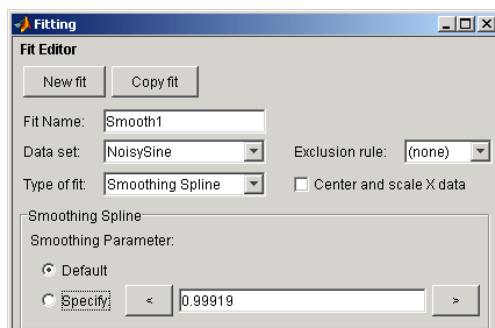 Fitting
Fit Editor
New fit Copy fit
Fit Name: Smooth1
Data set: NoisySine Exclusion rule: (none)
Type of fit: Smoothing Spline Center and scale X data
Smoothing Spline
Smoothing Parameter:
Default
Specify: < 0.99919 >